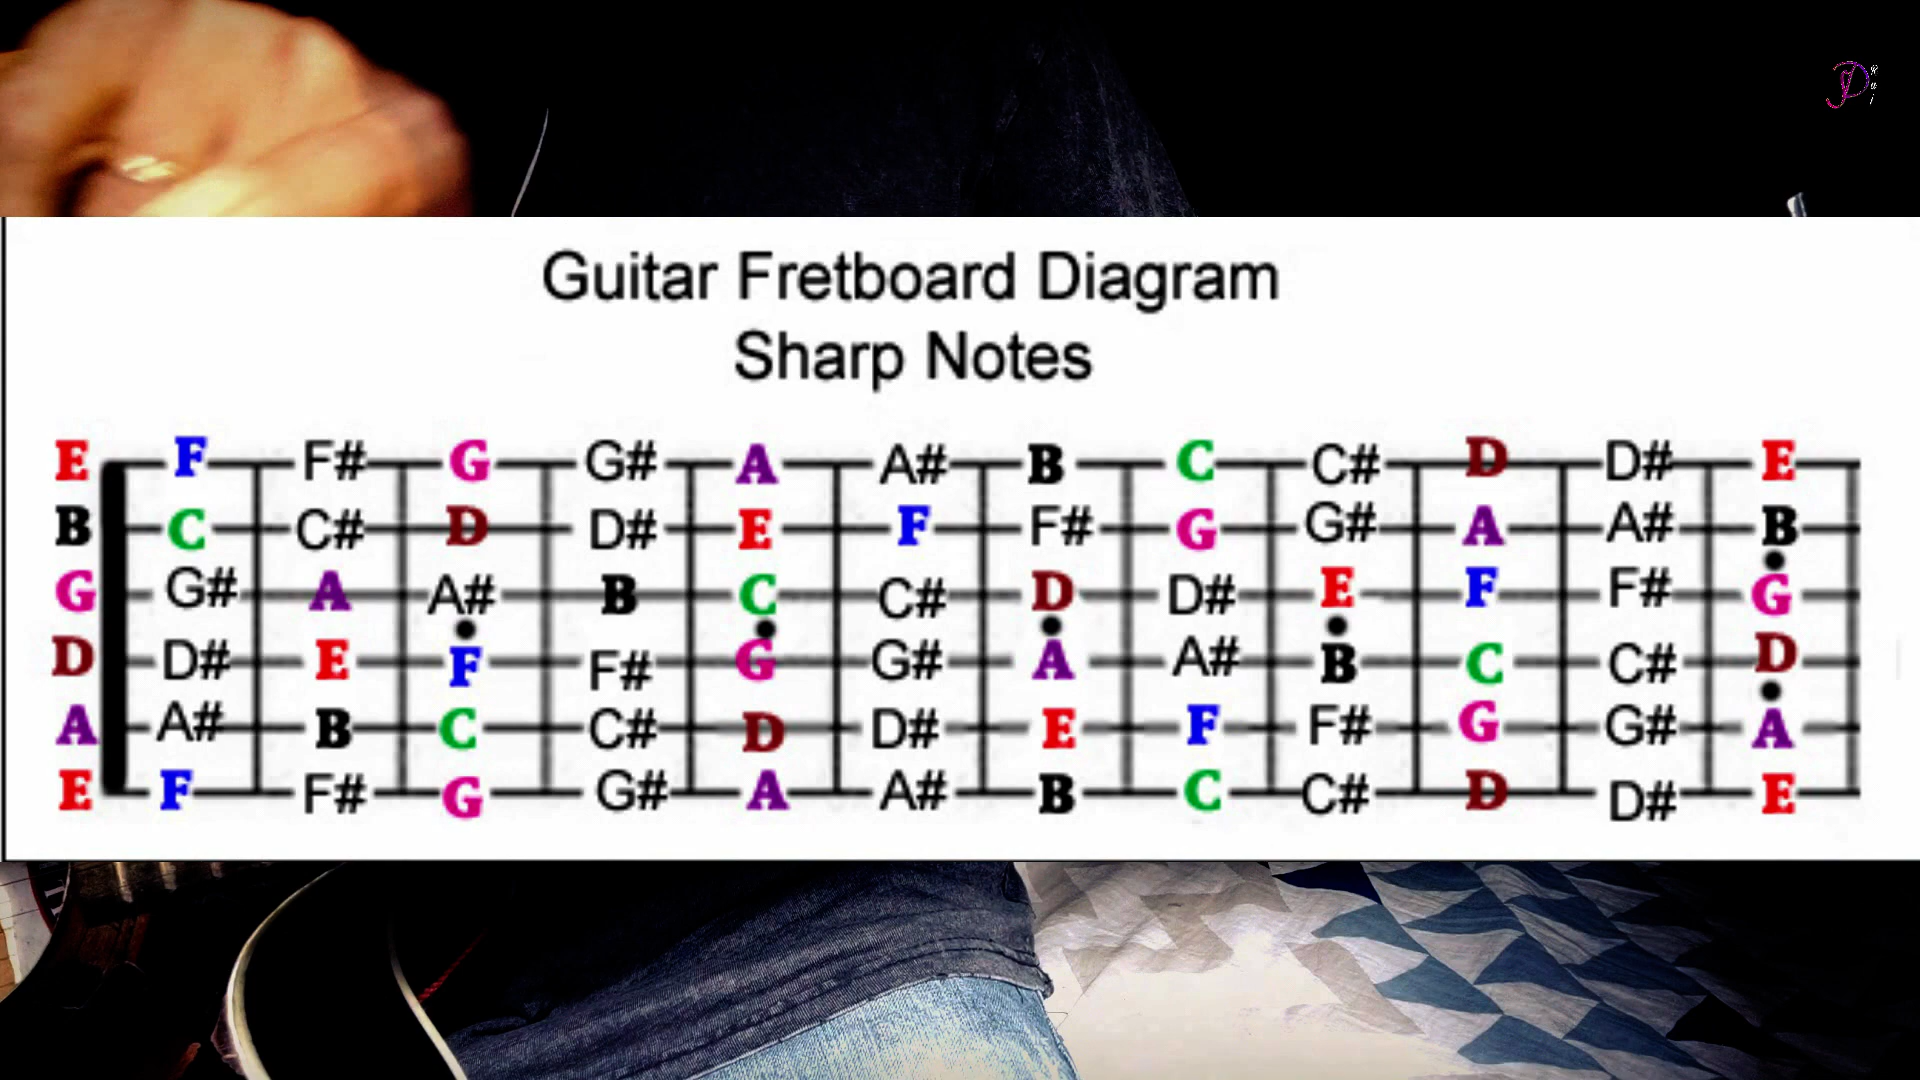 Guitar Fretboard Diagram
Sharp Notes
E F F# G G# A A# B C C# D D# E
B C C# D D# E F F# G G# A A# B
G G# A A# B C C# D D# E F F# G
D D# E F F# G G# A A# B C C# D
A A# B C C# D D# E F F# G G# A
E F F# G G# A A# B C C# D D# E